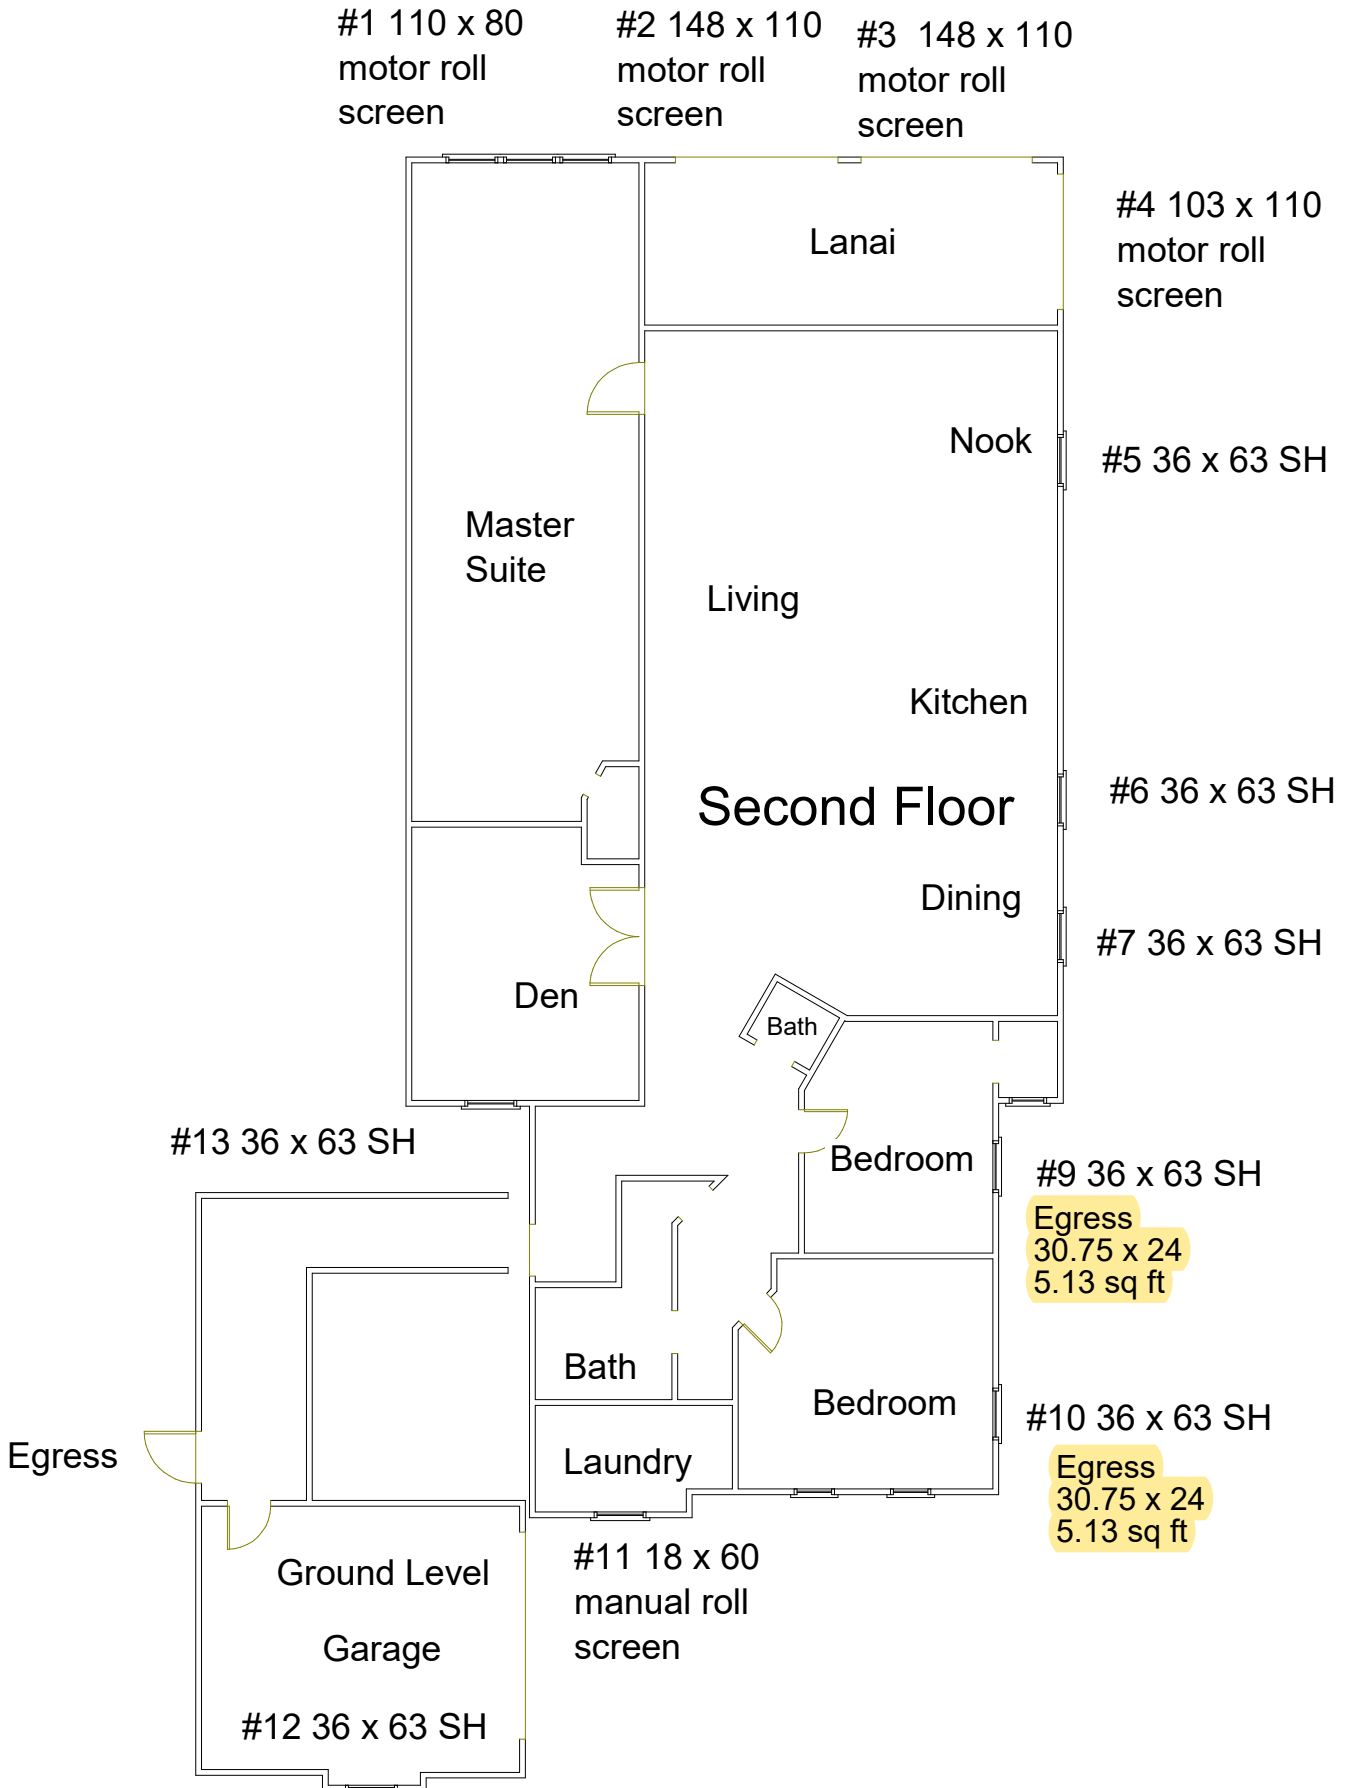 #1 110 x 80
motor roll
screen
#2 148 x 110
motor roll
screen
#3 148 x 110
motor roll
screen
#4 103 x 110
motor roll
screen
Lanai
Nook
#5 36 x 63 SH
Master
Suite
Living
Kitchen
#6 36 x 63 SH
Second Floor
Dining
#7 36 x 63 SH
Den
Bath
#13 36 x 63 SH
Bedroom
#9 36 x 63 SH
Egress
30.75 x 24
5.13 sq ft
Bath
Bedroom
#10 36 x 63 SH
Egress
30.75 x 24
5.13 sq ft
Egress
Laundry
#11 18 x 60
manual roll
screen
Ground Level
Garage
#12 36 x 63 SH